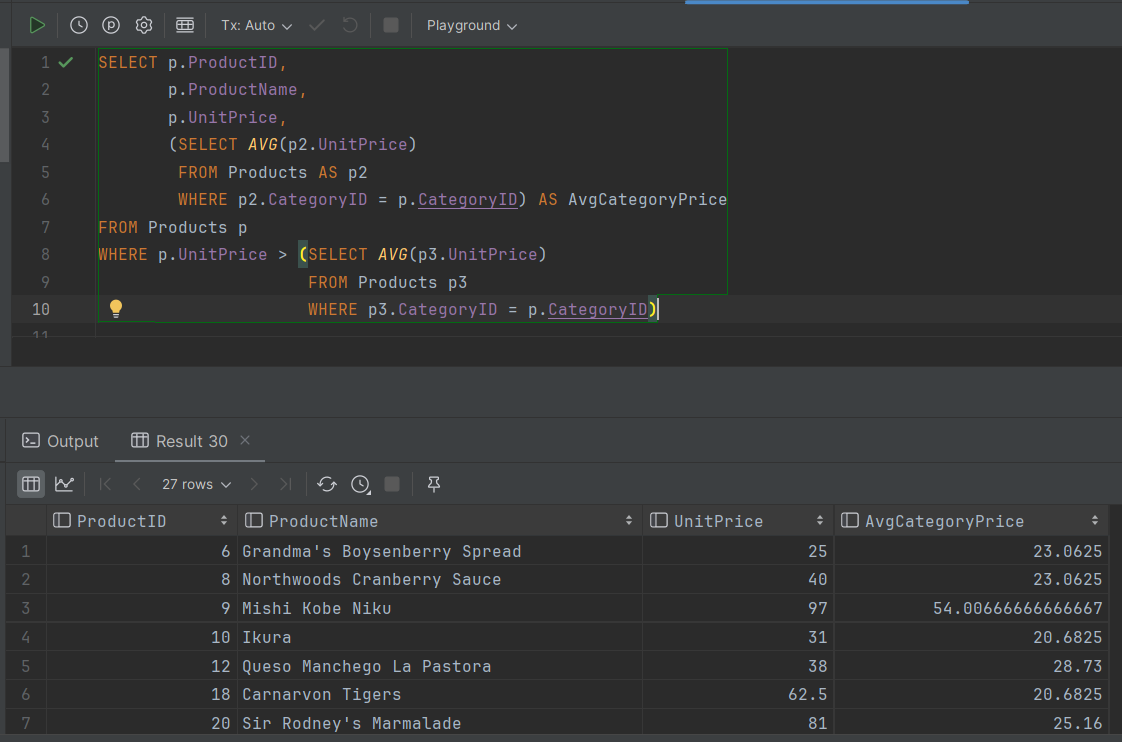 Tx: Auto Playground
1 SELECT p.ProductID,
2 p.ProductName,
3 p.UnitPrice,
4 (SELECT AVG(p2.UnitPrice)
5 FROM Products AS p2
6 WHERE p2.CategoryID = p.CategoryID) AS AvgCategoryPrice
7 FROM Products p
8 WHERE p.UnitPrice > (SELECT AVG(p3.UnitPrice)
9 FROM Products p3
10 WHERE p3.CategoryID = p.CategoryID)
11
Output Result 30
27 rows
ProductID ProductName UnitPrice AvgCategoryPrice
1 6 Grandma's Boysenberry Spread 25 23.0625
2 8 Northwoods Cranberry Sauce 40 23.0625
3 9 Mishi Kobe Niku 97 54.00666666666667
4 10 Ikura 31 20.6825
5 12 Queso Manchego La Pastora 38 28.73
6 18 Carnarvon Tigers 62.5 20.6825
7 20 Sir Rodney's Marmalade 81 25.16